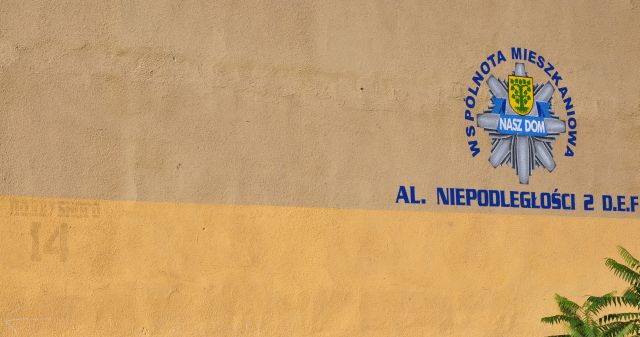 WSPÓLNOTA MIESZKANIOWA
NASZ DOM
AL. NIEPODLEGŁOŚCI 2 D.E.F
14